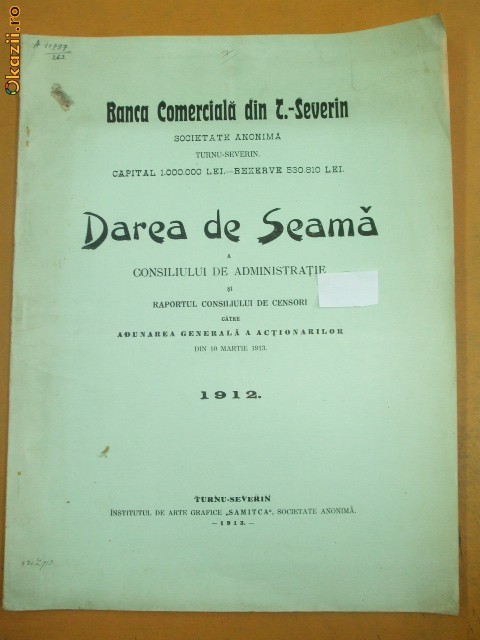 Okazii.ro
Banca Comercială din T.-Severin
SOCIETATE ANONIMĂ
TURNU-SEVERIN.
CAPITAL 1.000.000 LEI.—REZERVE 530.810 LEI.
Darea de Seamă
A
CONSILIULUI DE ADMINISTRAȚIE
ȘI
RAPORTUL CONSILIULUI DE CENSORI
CĂTRE
ADUNAREA GENERALĂ A ACȚIONARILOR
DIN 10 MARTIE 1913.
1912.
TURNU-SEVERIN
INSTITUTUL DE ARTE GRAFICE „SAMITCA“, SOCIETATE ANONIMĂ.
— 1913. —